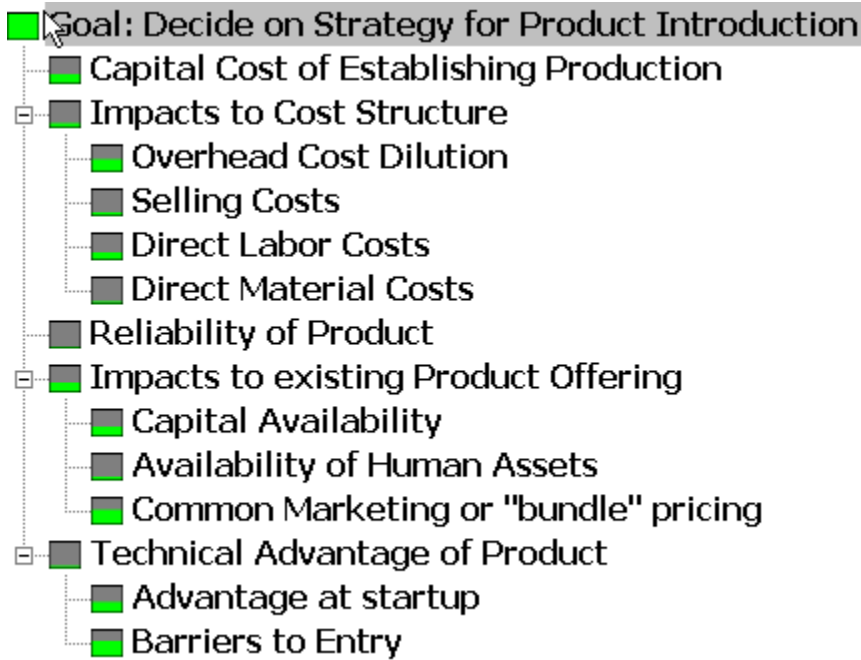 Goal: Decide on Strategy for Product Introduction
Capital Cost of Establishing Production
Impacts to Cost Structure
Overhead Cost Dilution
Selling Costs
Direct Labor Costs
Direct Material Costs
Reliability of Product
Impacts to existing Product Offering
Capital Availability
Availability of Human Assets
Common Marketing or "bundle" pricing
Technical Advantage of Product
Advantage at startup
Barriers to Entry